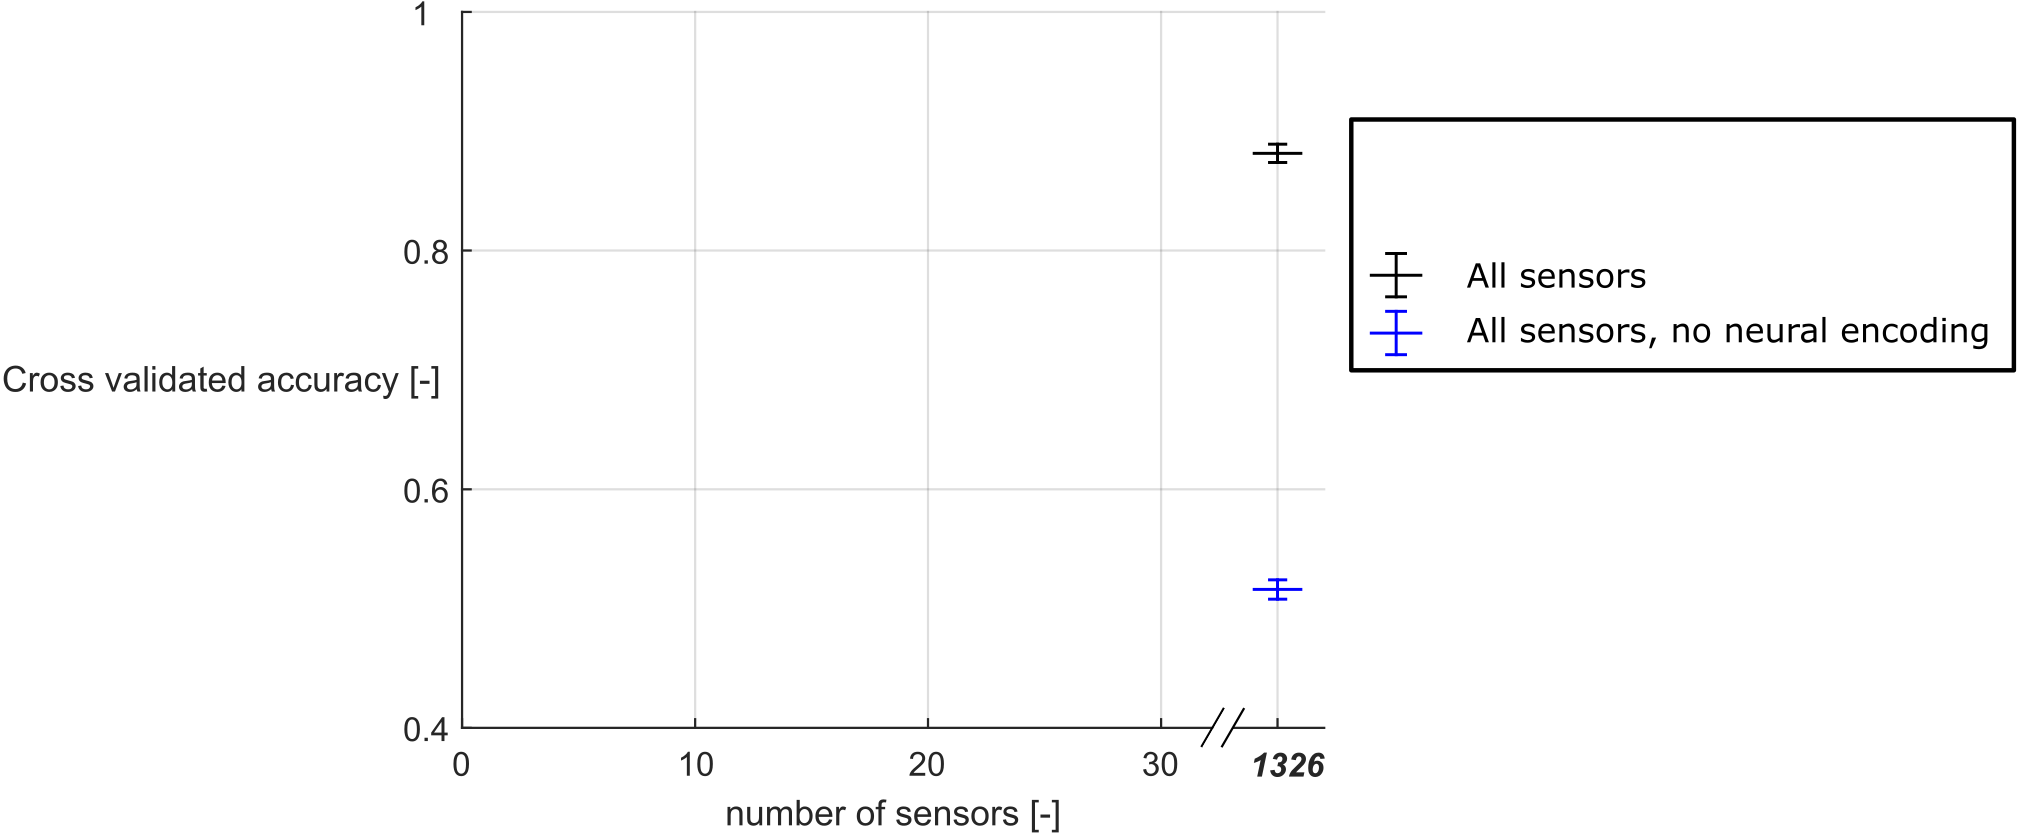 1
0.8
0.6
0.4
Cross validated accuracy [-]
0 10 20 30 1326
number of sensors [-]
All sensors
All sensors, no neural encoding